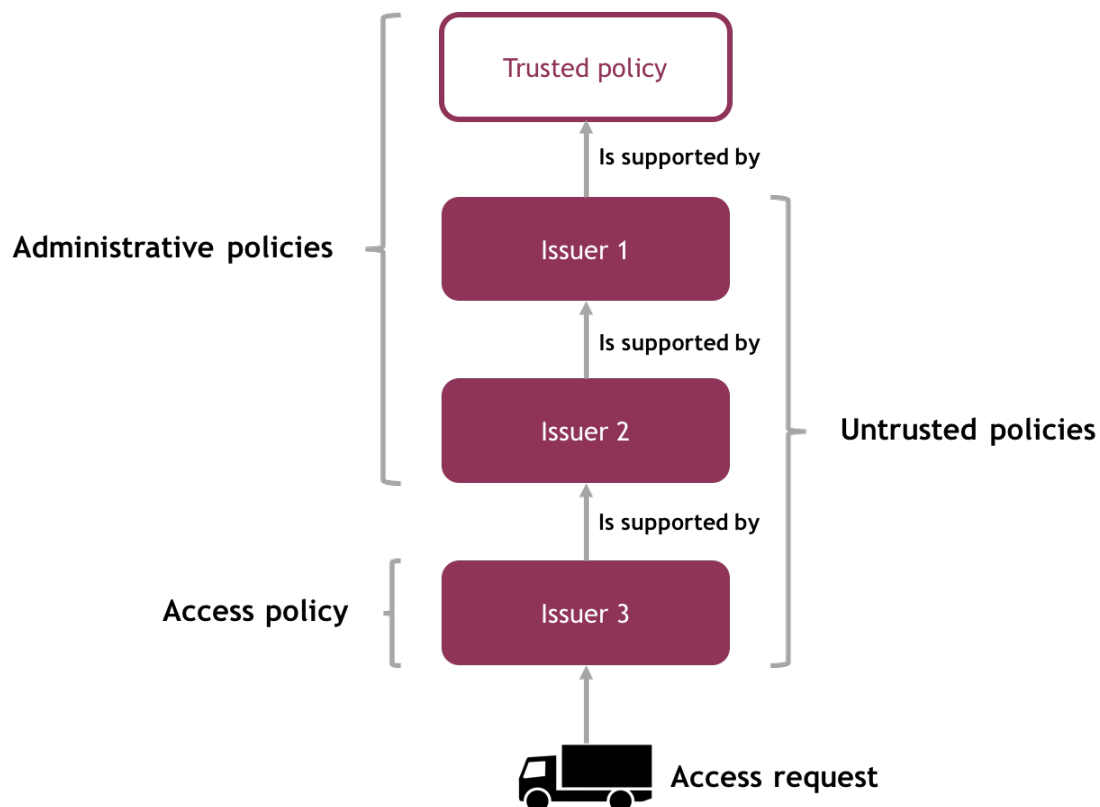 Trusted policy
Is supported by
Issuer 1
Administrative policies
Is supported by
Issuer 2
Untrusted policies
Is supported by
Issuer 3
Access policy
Access request